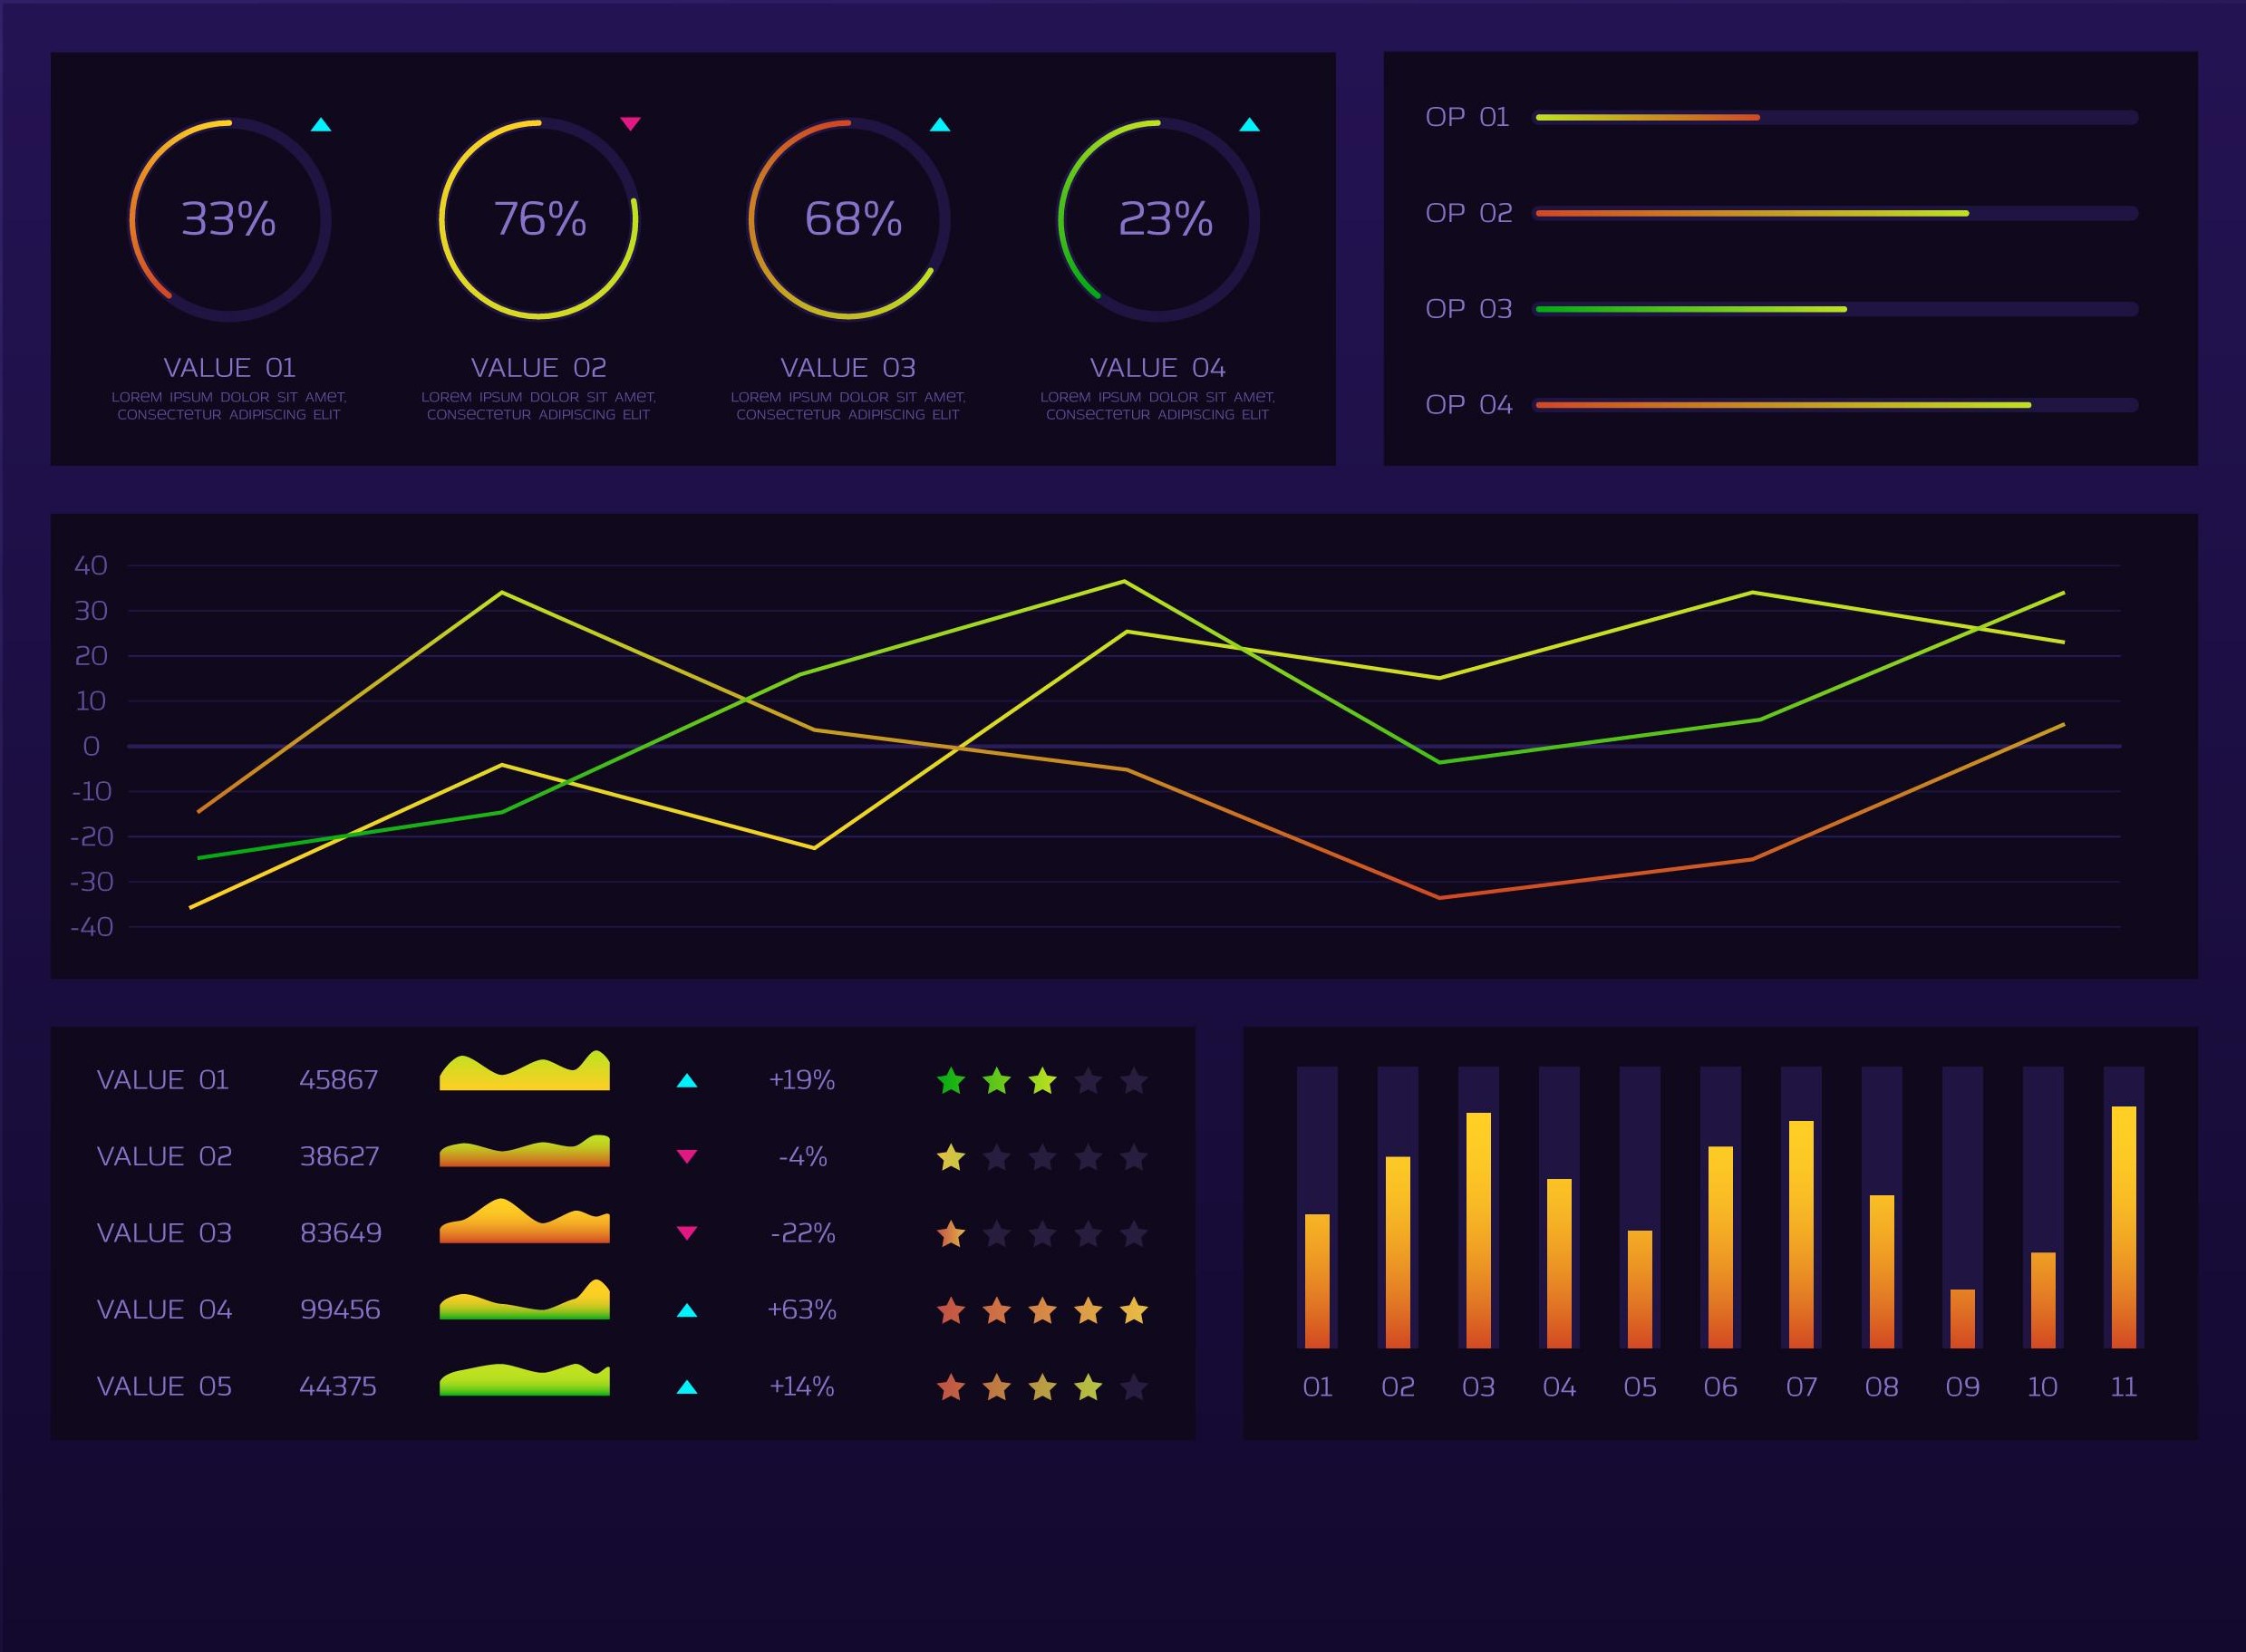 33%
76%
68%
23%
VALUE 01
LOREM IPSUM DOLOR SIT AMET,
CONSECTETUR ADIPISCING ELIT
VALUE 02
LOREM IPSUM DOLOR SIT AMET,
CONSECTETUR ADIPISCING ELIT
VALUE 03
LOREM IPSUM DOLOR SIT AMET,
CONSECTETUR ADIPISCING ELIT
VALUE 04
LOREM IPSUM DOLOR SIT AMET,
CONSECTETUR ADIPISCING ELIT
OP 01
OP 02
OP 03
OP 04
40
30
20
10
0
-10
-20
-30
-40
VALUE 01 45867 +19%
VALUE 02 38627 -4%
VALUE 03 83649 -22%
VALUE 04 99456 +63%
VALUE 05 44375 +14%
01 02 03 04 05 06 07 08 09 10 11